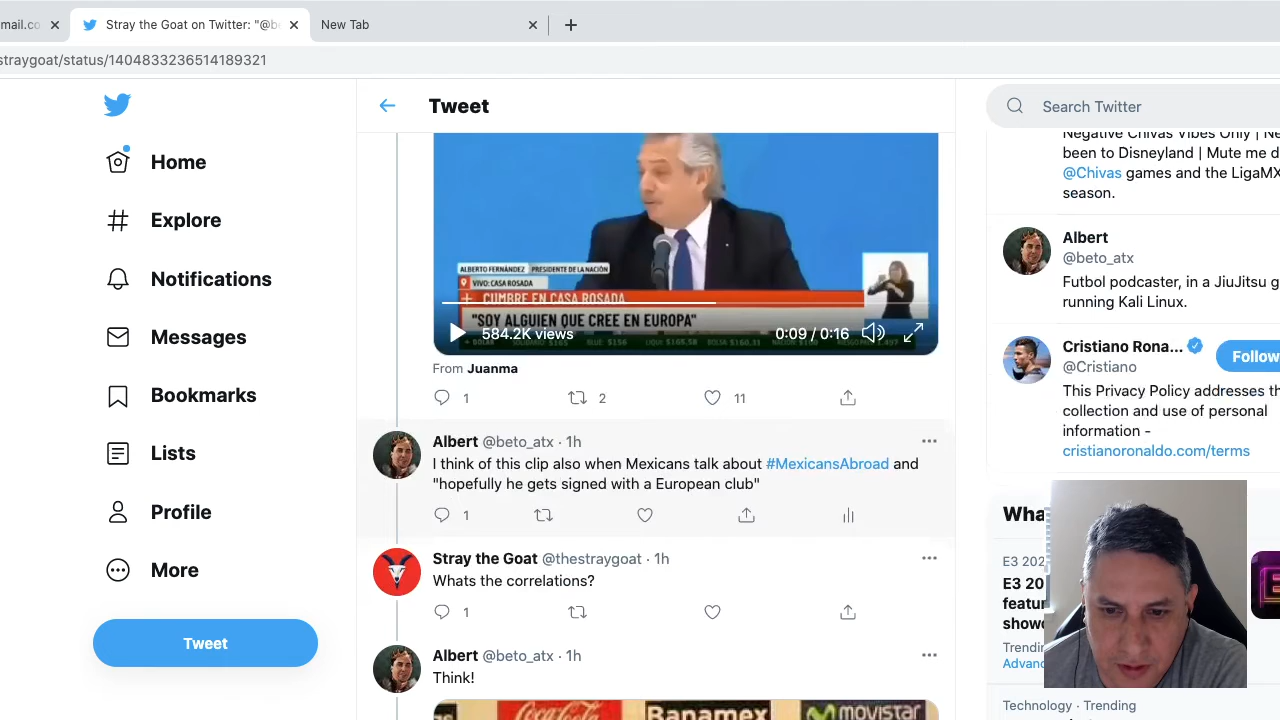 mail.co
Stray the Goat on Twitter: "@be
New Tab
straygoat/status/1404833236514189321
Tweet
Search Twitter
Home
Explore
Notifications
Messages
Bookmarks
Lists
Profile
More
Tweet
ALBERTO FERNÁNDEZ PRESIDENTE DE LA NACIÓN
VIVO: CASA ROSADA
CUMBRE EN CASA ROSADA
"SOY ALGUIEN QUE CREE EN EUROPA"
584.2K views
0:09 / 0:16
From Juanma
1
2
11
Albert @beto_atx · 1h
I think of this clip also when Mexicans talk about #MexicansAbroad and
"hopefully he gets signed with a European club"
1
Stray the Goat @thestraygoat · 1h
Whats the correlations?
1
Albert @beto_atx · 1h
Think!
Coca-Cola
Banamex
movistar
Negative Chivas Vibes Only | Ne
been to Disneyland | Mute me d
@Chivas games and the LigaMX
season.
Albert
@beto_atx
Futbol podcaster, in a JiuJitsu g
running Kali Linux.
Cristiano Rona...
Follow
@Cristiano
This Privacy Policy addresses th
collection and use of personal
information -
cristianoronaldo.com/terms
Wha
E3 202
E3 20
featur
showc
Trendin
Advanc
Technology · Trending